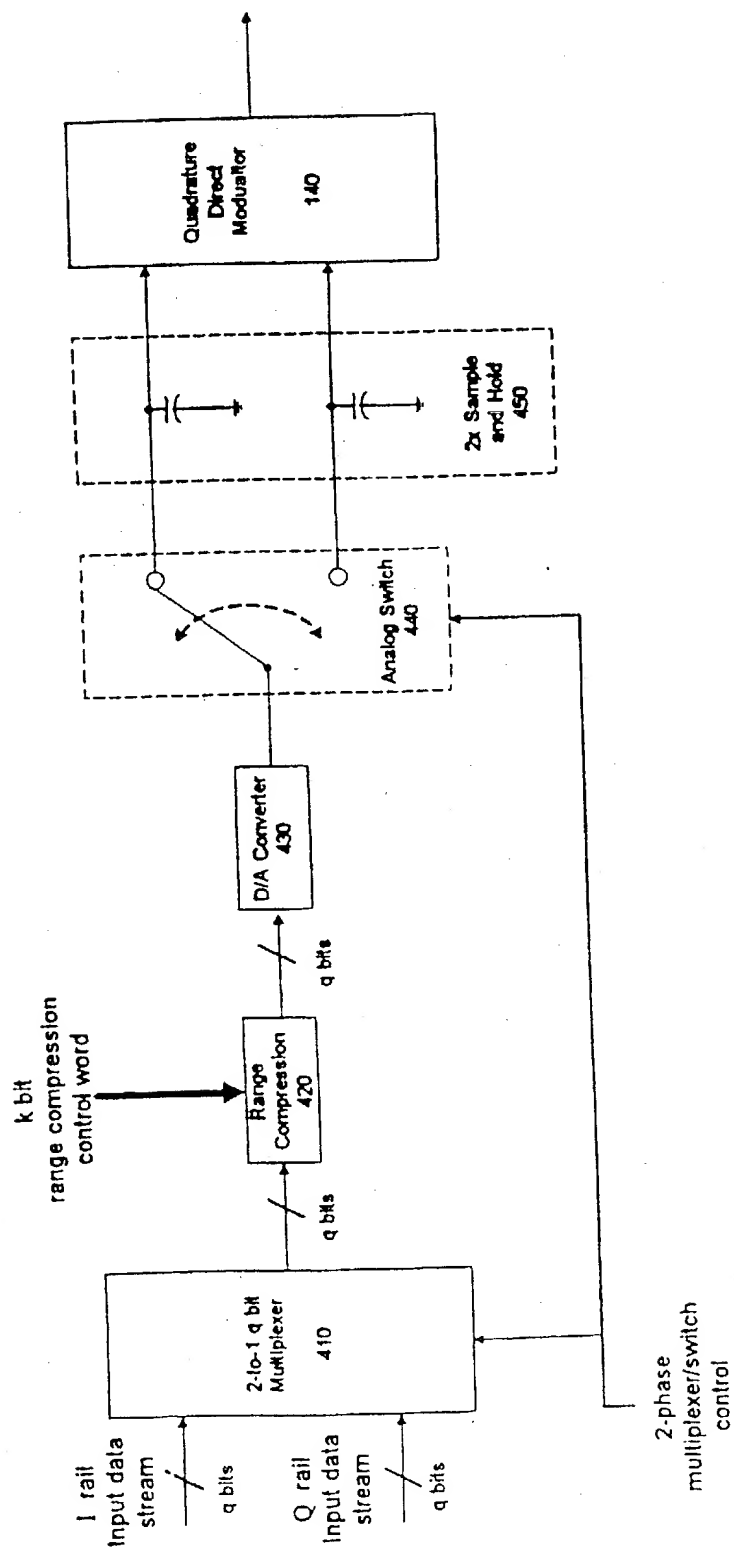 I rail
Input data
stream
q bits
Q rail
Input data
stream
q bits
2-to-1 q bit
Multiplexer
410
2-phase
multiplexer/switch
control
q bits
k bit
range compression
control word
Range
Compression
420
q bits
D/A Converter
430
Analog Switch
440
2x Sample
and Hold
450
Quadrature
Direct
Modualtor
140